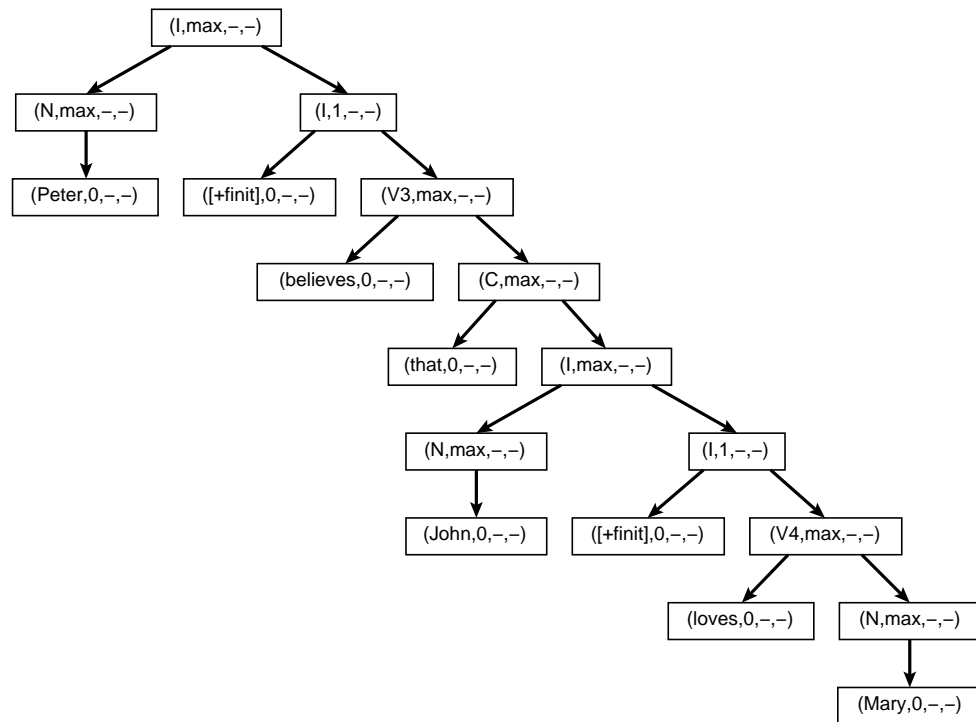 (I,max,–,–)
(N,max,–,–) (I,1,–,–)
(Peter,0,–,–) ([+finit],0,–,–) (V3,max,–,–)
(believes,0,–,–) (C,max,–,–)
(that,0,–,–) (I,max,–,–)
(N,max,–,–) (I,1,–,–)
(John,0,–,–) ([+finit],0,–,–) (V4,max,–,–)
(loves,0,–,–) (N,max,–,–)
(Mary,0,–,–)